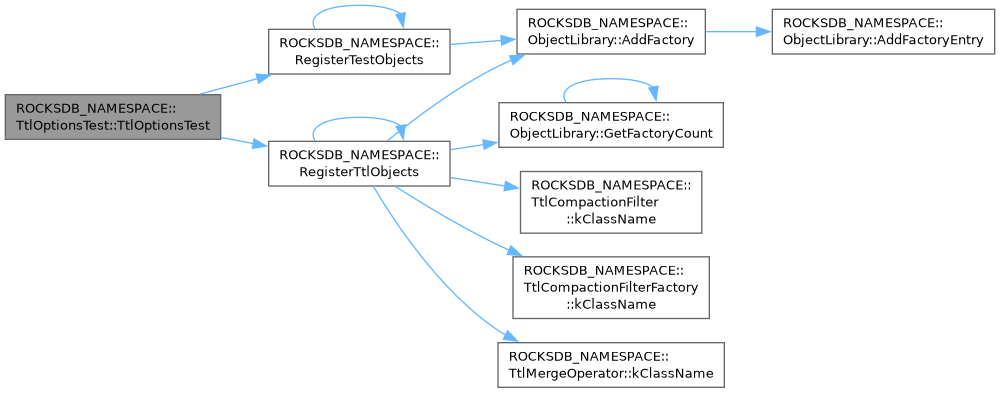 ROCKSDB_NAMESPACE::
TtlOptionsTest::TtlOptionsTest
ROCKSDB_NAMESPACE::
RegisterTestObjects
ROCKSDB_NAMESPACE::
ObjectLibrary::AddFactory
ROCKSDB_NAMESPACE::
ObjectLibrary::AddFactoryEntry
ROCKSDB_NAMESPACE::
RegisterTtlObjects
ROCKSDB_NAMESPACE::
ObjectLibrary::GetFactoryCount
ROCKSDB_NAMESPACE::
TtlCompactionFilter
::kClassName
ROCKSDB_NAMESPACE::
TtlCompactionFilterFactory
::kClassName
ROCKSDB_NAMESPACE::
TtlMergeOperator::kClassName